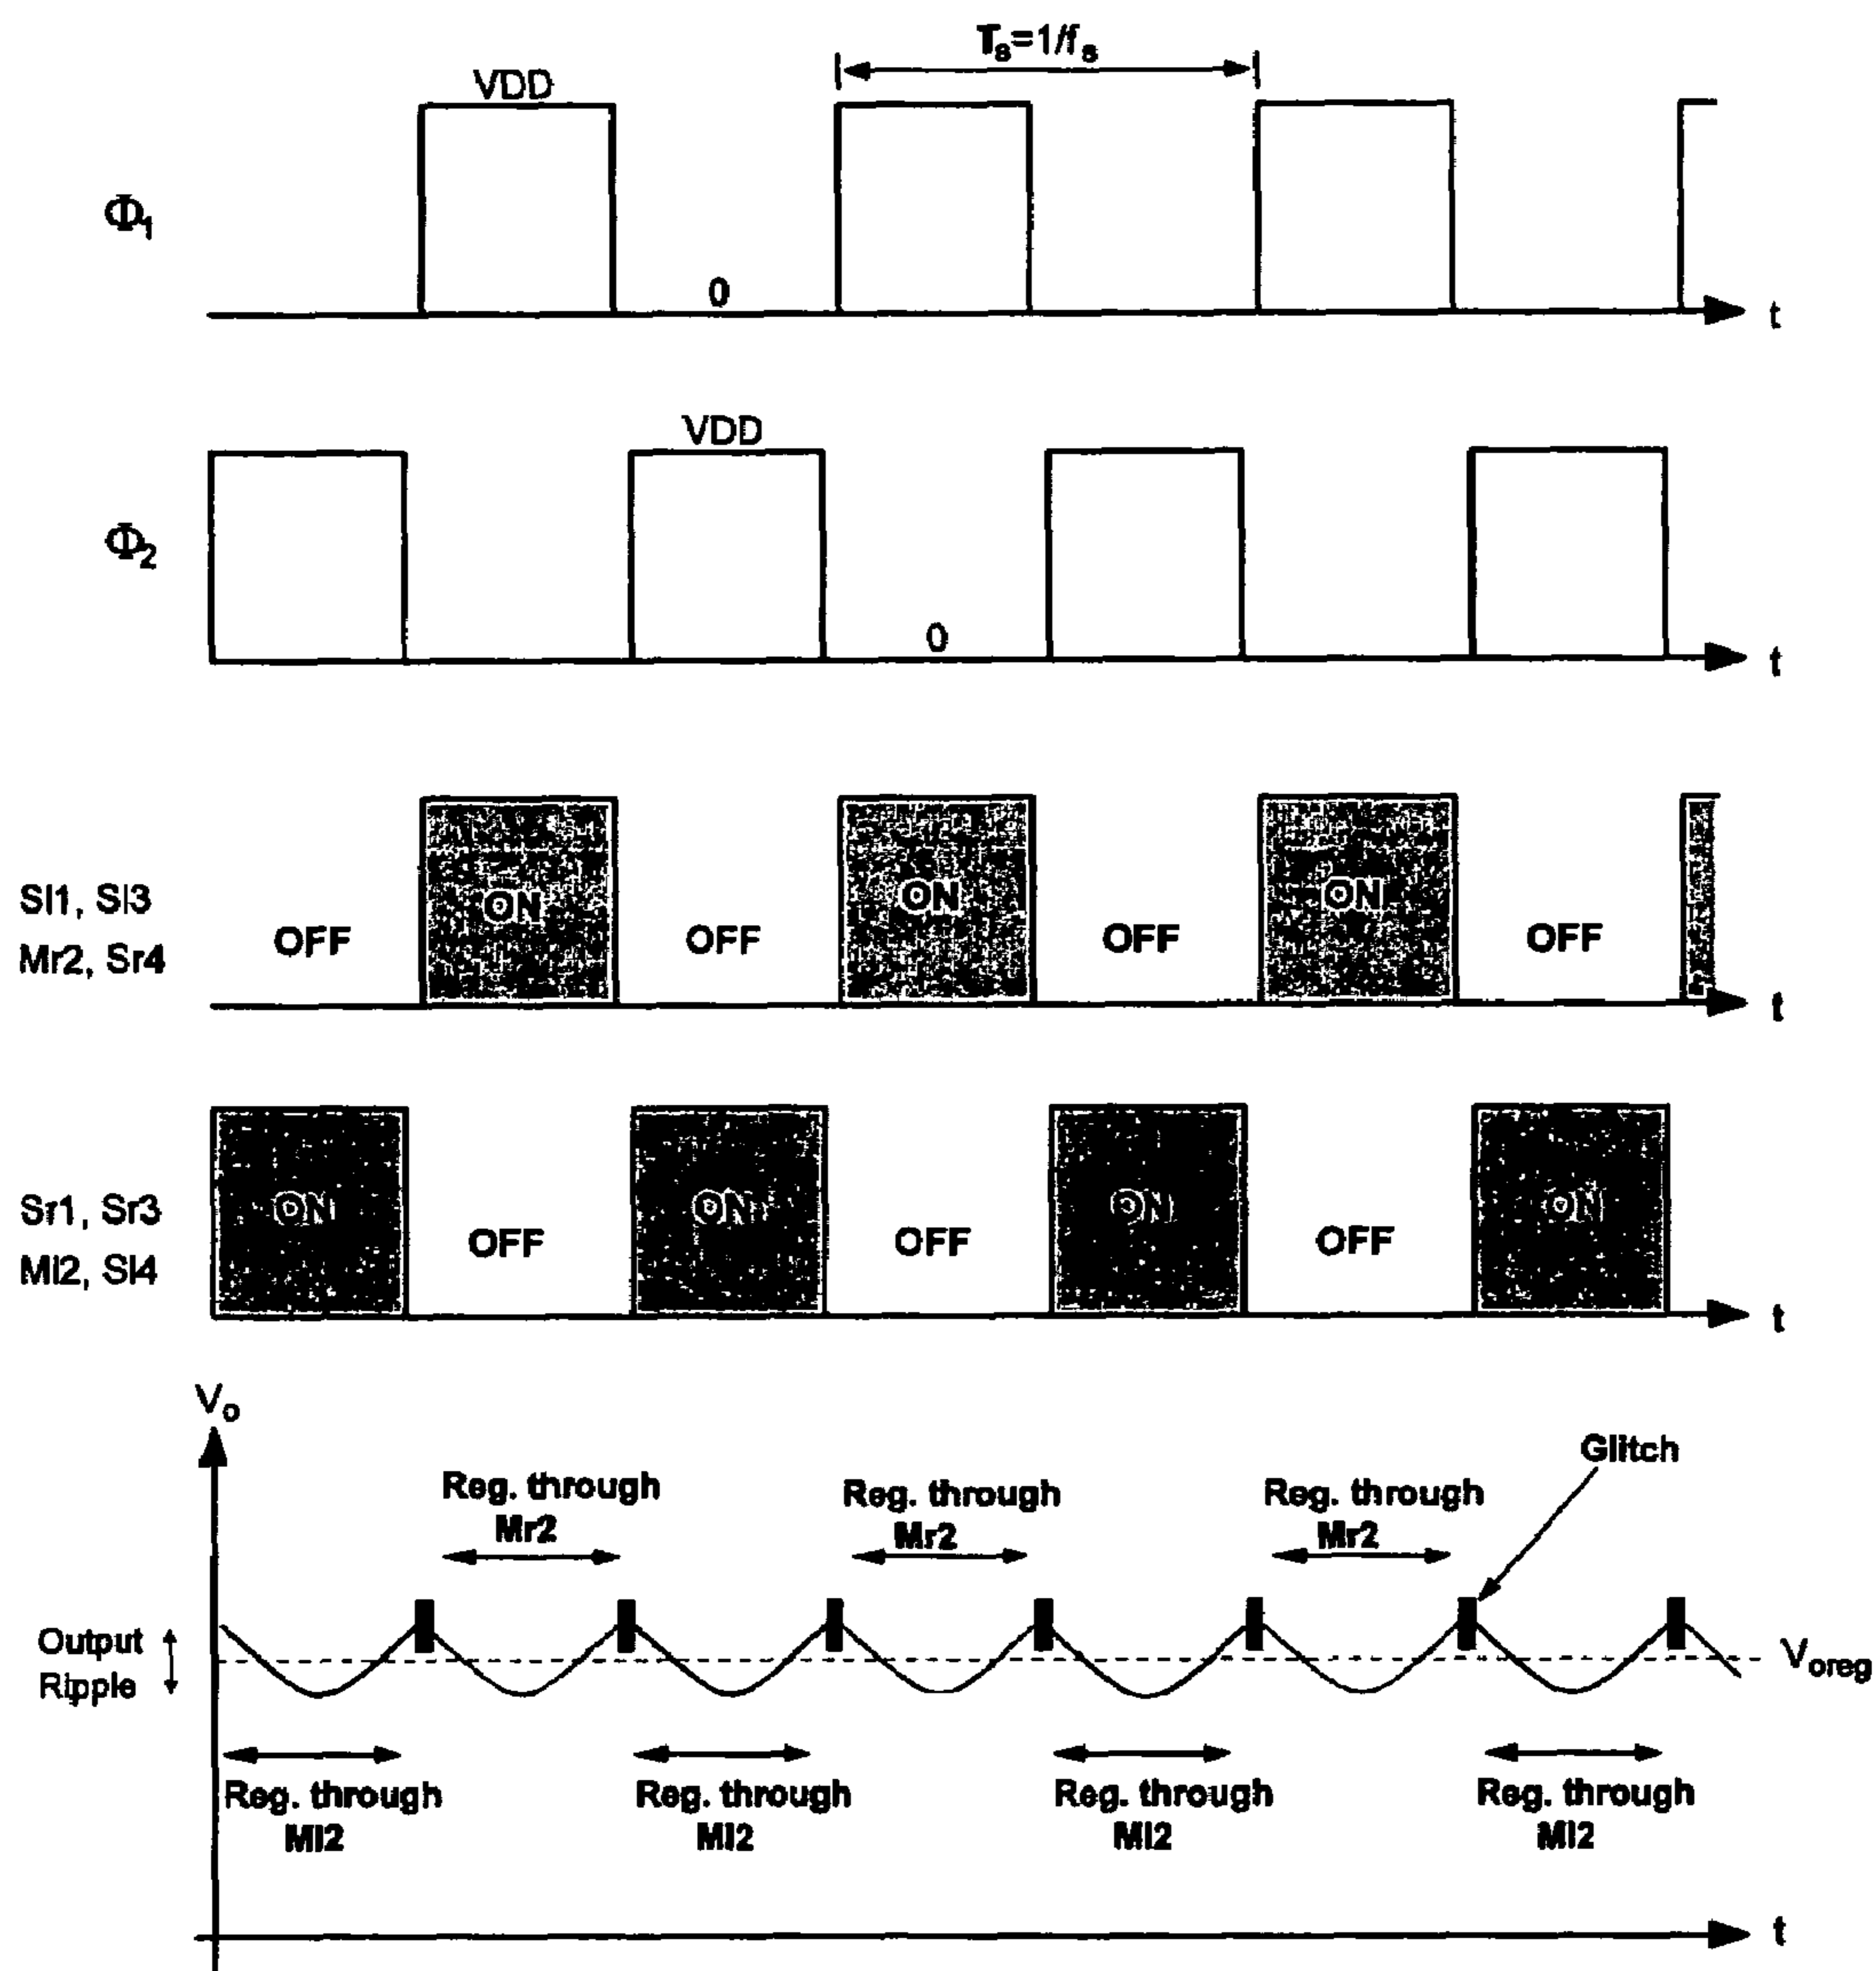 Ts=1/fs
VDD
Φ1
0
t
VDD
Φ2
0
t
Sl1, Sl3
Mr2, Sr4
OFF ON OFF ON OFF ON OFF
t
Sr1, Sr3
Ml2, Sl4
ON OFF ON OFF ON OFF ON
t
Vo
Glitch
Reg. through
Mr2
Reg. through
Mr2
Reg. through
Mr2
Output
Ripple
Voreg
Reg. through
Ml2
Reg. through
Ml2
Reg. through
Ml2
Reg. through
Ml2
t